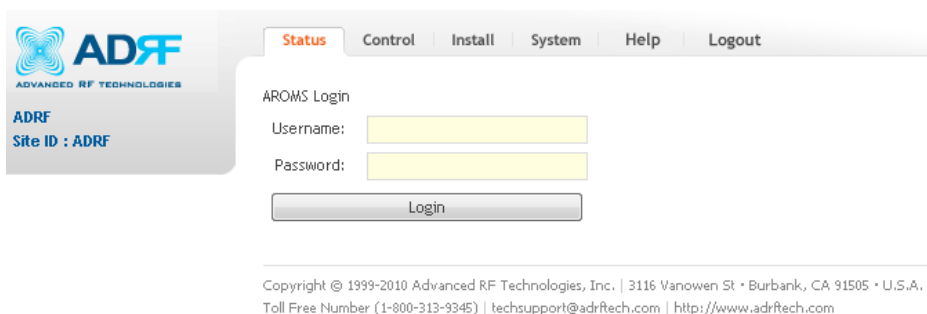 ADRF
ADVANCED RF TECHNOLOGIES
ADRF
Site ID : ADRF
Status Control Install System Help Logout
AROMS Login
Username:
Password:
Login
Copyright @ 1999-2010 Advanced RF Technologies, Inc. | 3116 Vanowen St • Burbank, CA 91505 • U.S.A.
Toll Free Number (1-800-313-9345) | techsupport@adrftech.com | http://www.adrftech.com